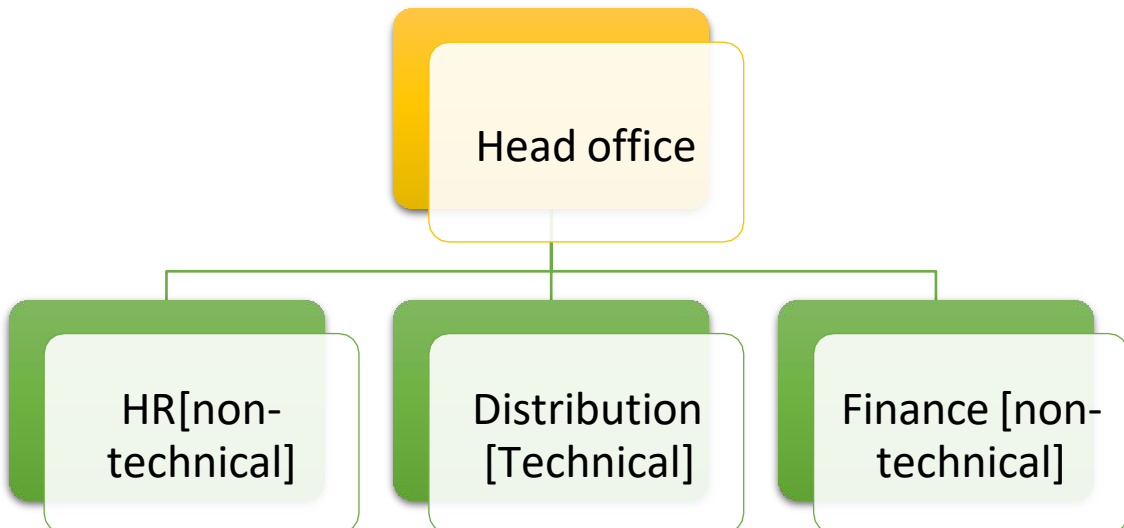 Head office
HR[non-
technical]
Distribution
[Technical]
Finance [non-
technical]